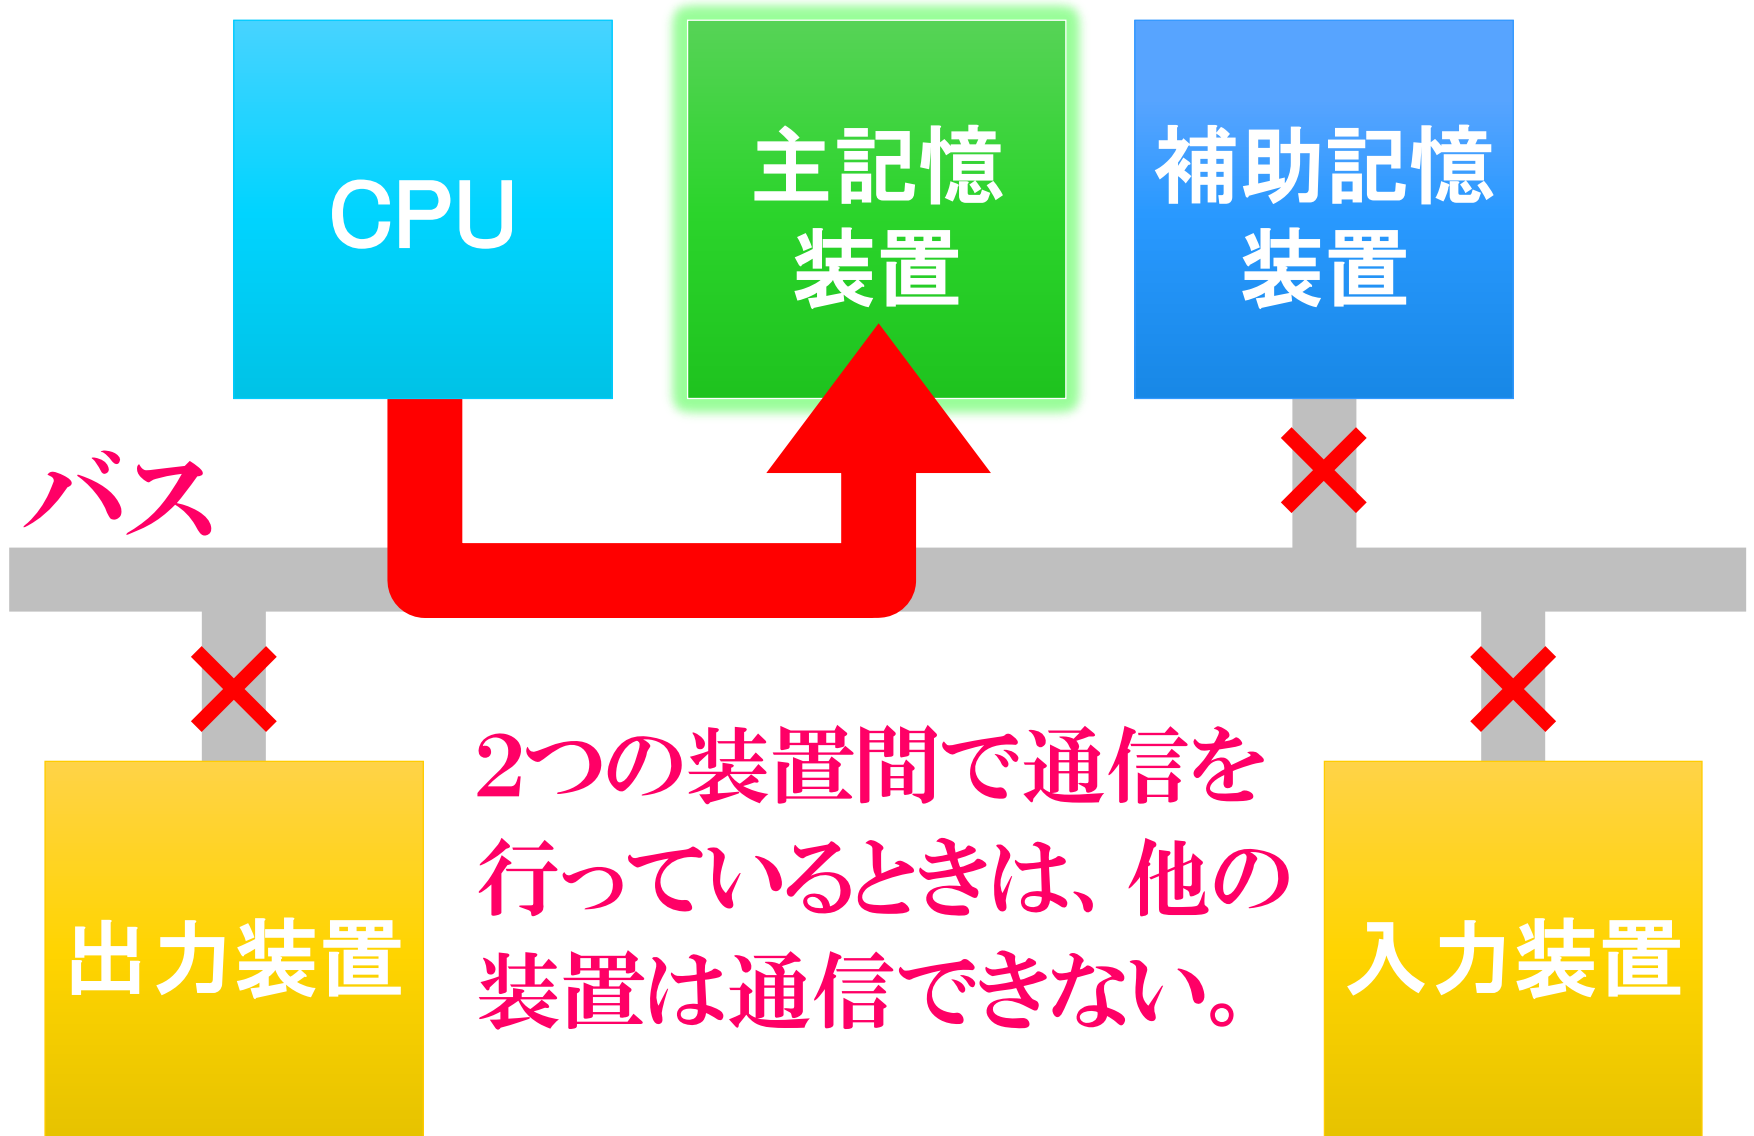 CPU
主記憶
装置
補助記憶
装置
バス
2つの装置間で通信を
行っているときは、他の
装置は通信できない。
出力装置
入力装置